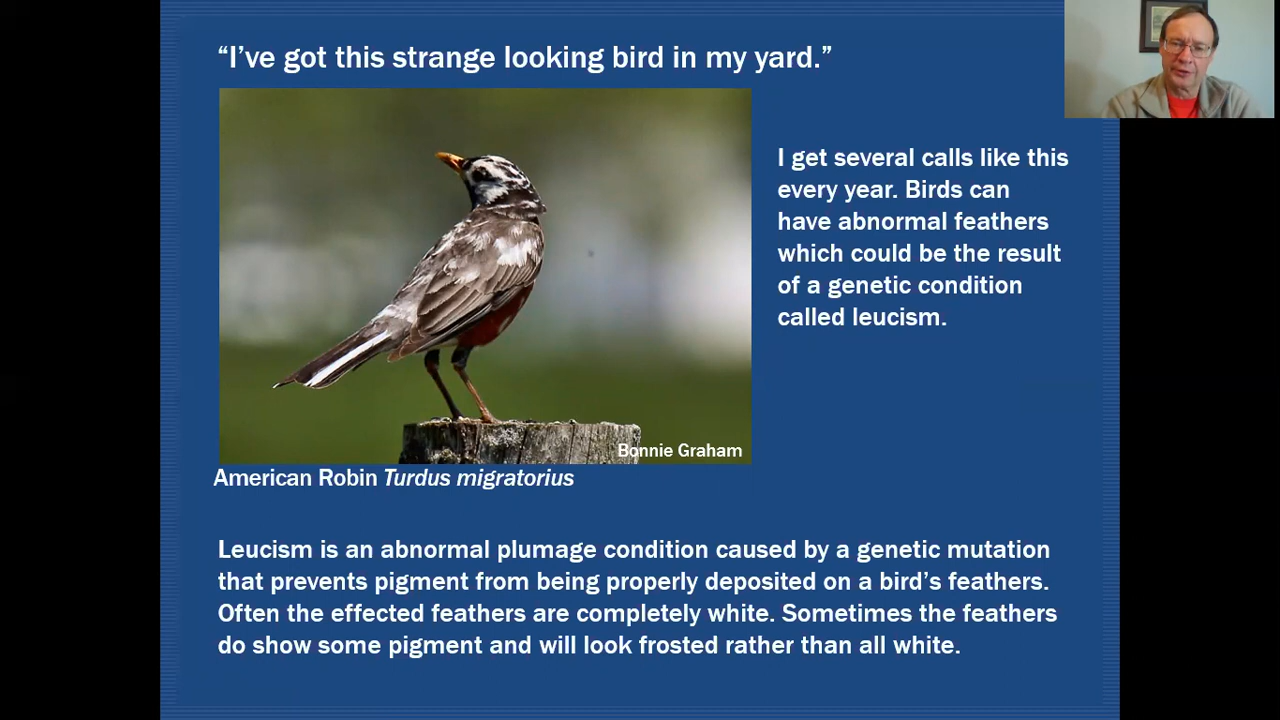 “I’ve got this strange looking bird in my yard.”
I get several calls like this
every year. Birds can
have abnormal feathers
which could be the result
of a genetic condition
called leucism.
Bonnie Graham
American Robin Turdus migratorius
Leucism is an abnormal plumage condition caused by a genetic mutation
that prevents pigment from being properly deposited on a bird’s feathers.
Often the effected feathers are completely white. Sometimes the feathers
do show some pigment and will look frosted rather than all white.